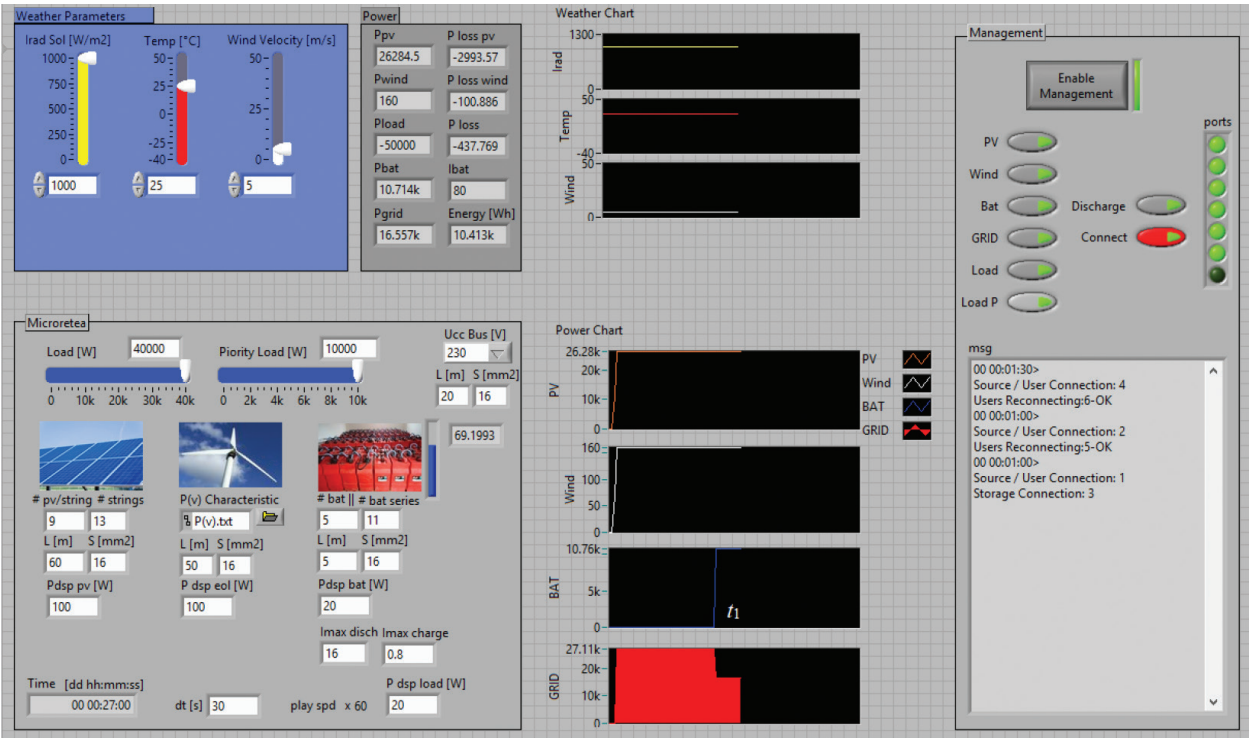 Weather Parameters
Irad Sol [W/m2] Temp [°C] Wind Velocity [m/s]
1000 50 50
750 25
500 0 25
250 -25
0 -40 0
1000 25 5
Power
Ppv P loss pv
26284.5 -2993.57
Pwind P loss wind
160 -100.886
Pload P loss
-50000 -437.769
Pbat Ibat
10.714k 80
Pgrid Energy [Wh]
16.557k 10.413k
Weather Chart
1300
Irad
0
50
Temp
-40
50
Wind
0
Management
Enable
Management
ports
PV
Wind
Bat Discharge
GRID Connect
Load
Load P
Microretea
Load [W] 40000 Piority Load [W] 10000
0 10k 20k 30k 40k 0 2k 4k 6k 8k 10k
Ucc Bus [V]
230
L [m] S [mm2]
20 16
69.1993
# pv/string # strings
9 13
L [m] S [mm2]
60 16
Pdsp pv [W]
100
P(v) Characteristic
P(v).txt
L [m] S [mm2]
50 16
P dsp eol [W]
100
# bat || # bat series
5 11
L [m] S [mm2]
5 16
Pdsp bat [W]
20
Imax disch Imax charge
16 0.8
Time [dd hh:mm:ss]
00 00:27:00
dt [s] 30
play spd x 60
P dsp load [W]
20
Power Chart
26.28k
20k
PV
10k
0
PV
Wind
BAT
GRID
160
100
Wind
50
0
10.76k
BAT
5k
t1
0
27.11k
20k
GRID
10k
0
msg
00 00:01:30>
Source / User Connection: 4
Users Reconnecting:6-OK
00 00:01:00>
Source / User Connection: 2
Users Reconnecting:5-OK
00 00:01:00>
Source / User Connection: 1
Storage Connection: 3